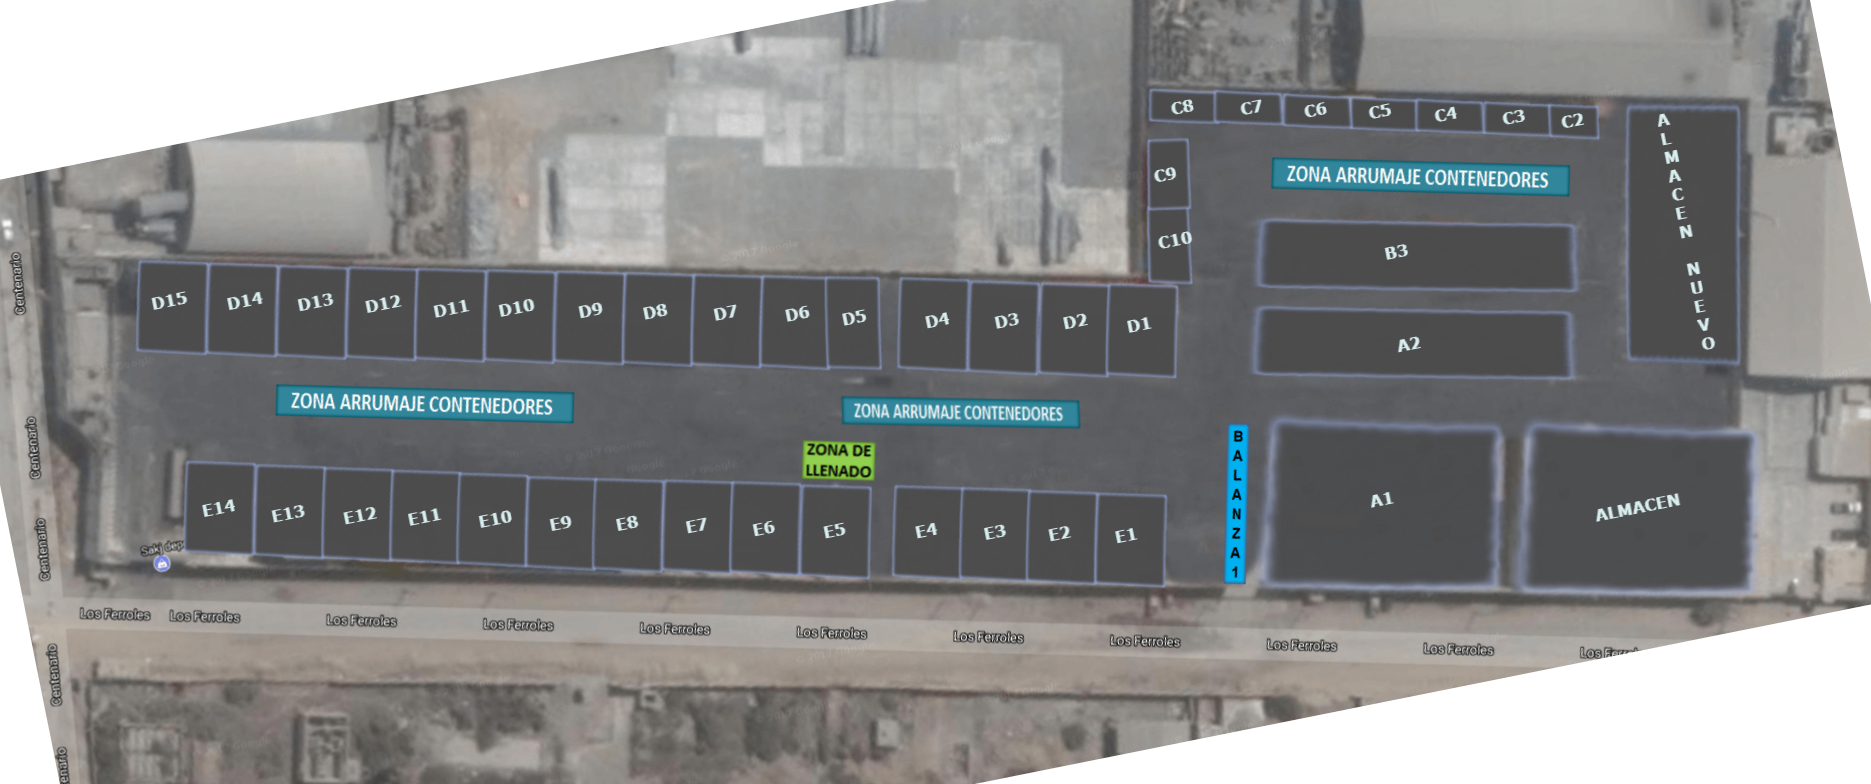 C8 C7 C6 C5 C4 C3 C2
C9
C10
ZONA ARRUMAJE CONTENEDORES
B3
A2
ALMACEN NUEVO
D15 D14 D13 D12 D11 D10 D9 D8 D7 D6 D5 D4 D3 D2 D1
ZONA ARRUMAJE CONTENEDORES
ZONA ARRUMAJE CONTENEDORES
ZONA DE
LLENADO
BALANZA 1
A1
ALMACEN
E14 E13 E12 E11 E10 E9 E8 E7 E6 E5 E4 E3 E2 E1
Centenario
Centenario
Centenario
Centenario
Saki dep
Los Ferroles Los Ferroles Los Ferroles Los Ferroles Los Ferroles Los Ferroles Los Ferroles Los Ferroles Los Ferroles Los Ferroles